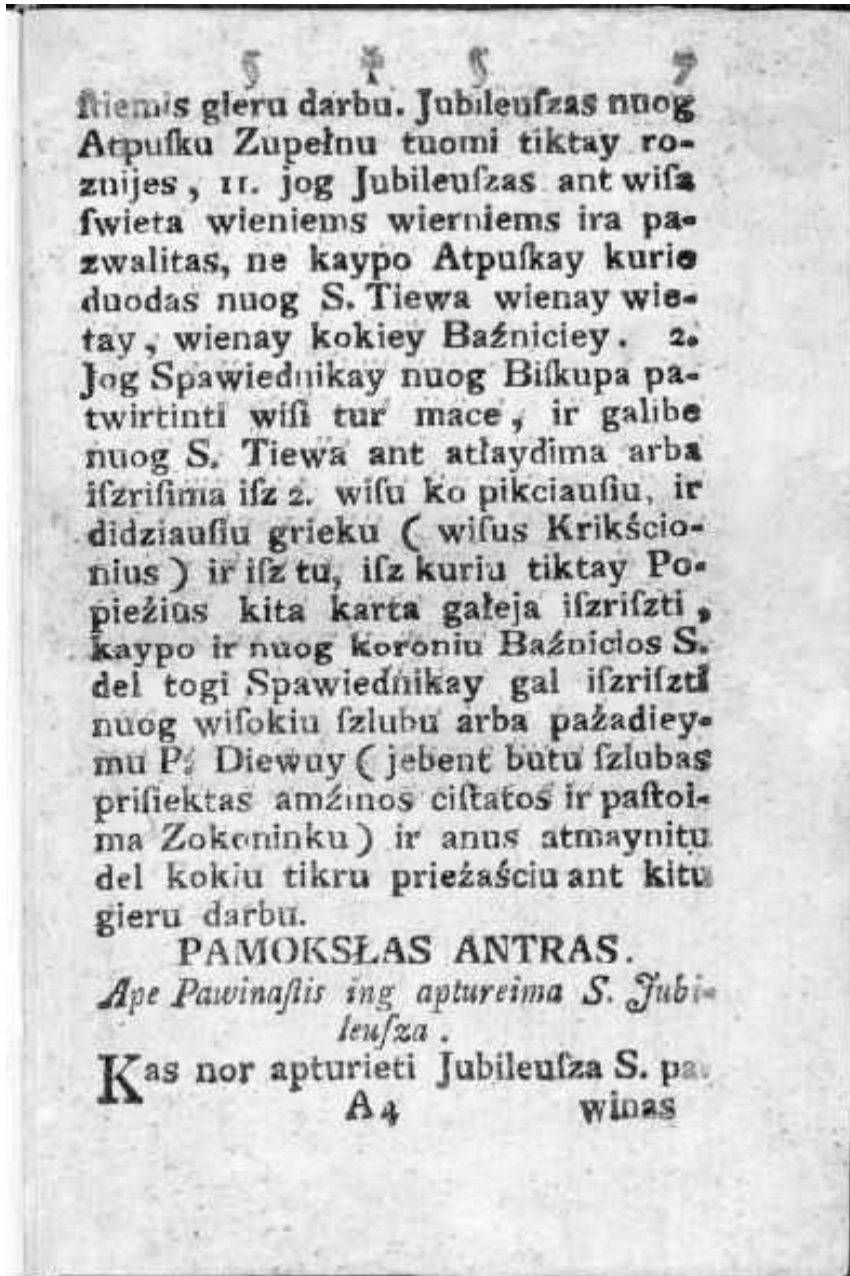 § ☥ § 7
ſtiemis gieru darbu. Jubileuſzas nuog
Atpuſku Zupełnu tuomi tiktay ro-
znijes, 1r. jog Jubileuſzas ant wiſa
ſwieta wieniems wierniems ira pa-
zwalitas, ne kaypo Atpuſkay kurie
duodas nuog S. Tiewa wienay wie-
tay, wienay kokiey Baźniciey. 2.
Jog Spawiednikay nuog Biſkupa pa-
twirtinti wiſi tur mace, ir galibe
nuog S. Tiewa ant atłaydima arba
iſzriſima iſz 2. wiſu ko pikciauſiu, ir
didziauſiu grieku ( wiſus Krikścio-
nius ) ir iſz tu, iſz kuriu tiktay Po-
pieźius kita karta gałeja iſzriſzti,
kaypo ir nuog koroniu Baźnicios S.
del togi Spawiednikay gal iſzriſzti
nuog wiſokiu ſzlubu arba paźadiey-
mu P. Diewuy ( jebent butu ſzlubas
priſiektas amźinos ciſtatos ir paſtoi-
ma Zokoninku ) ir anus atmaynitu
del kokiu tikru prieźaściu ant kitu
gieru darbu.
PAMOKSŁAS ANTRAS.
Ape Pawinaſtis ing aptureima S. Jubi-
leuſza.
Kas nor apturieti Jubileuſza S. pa-
A4 winas